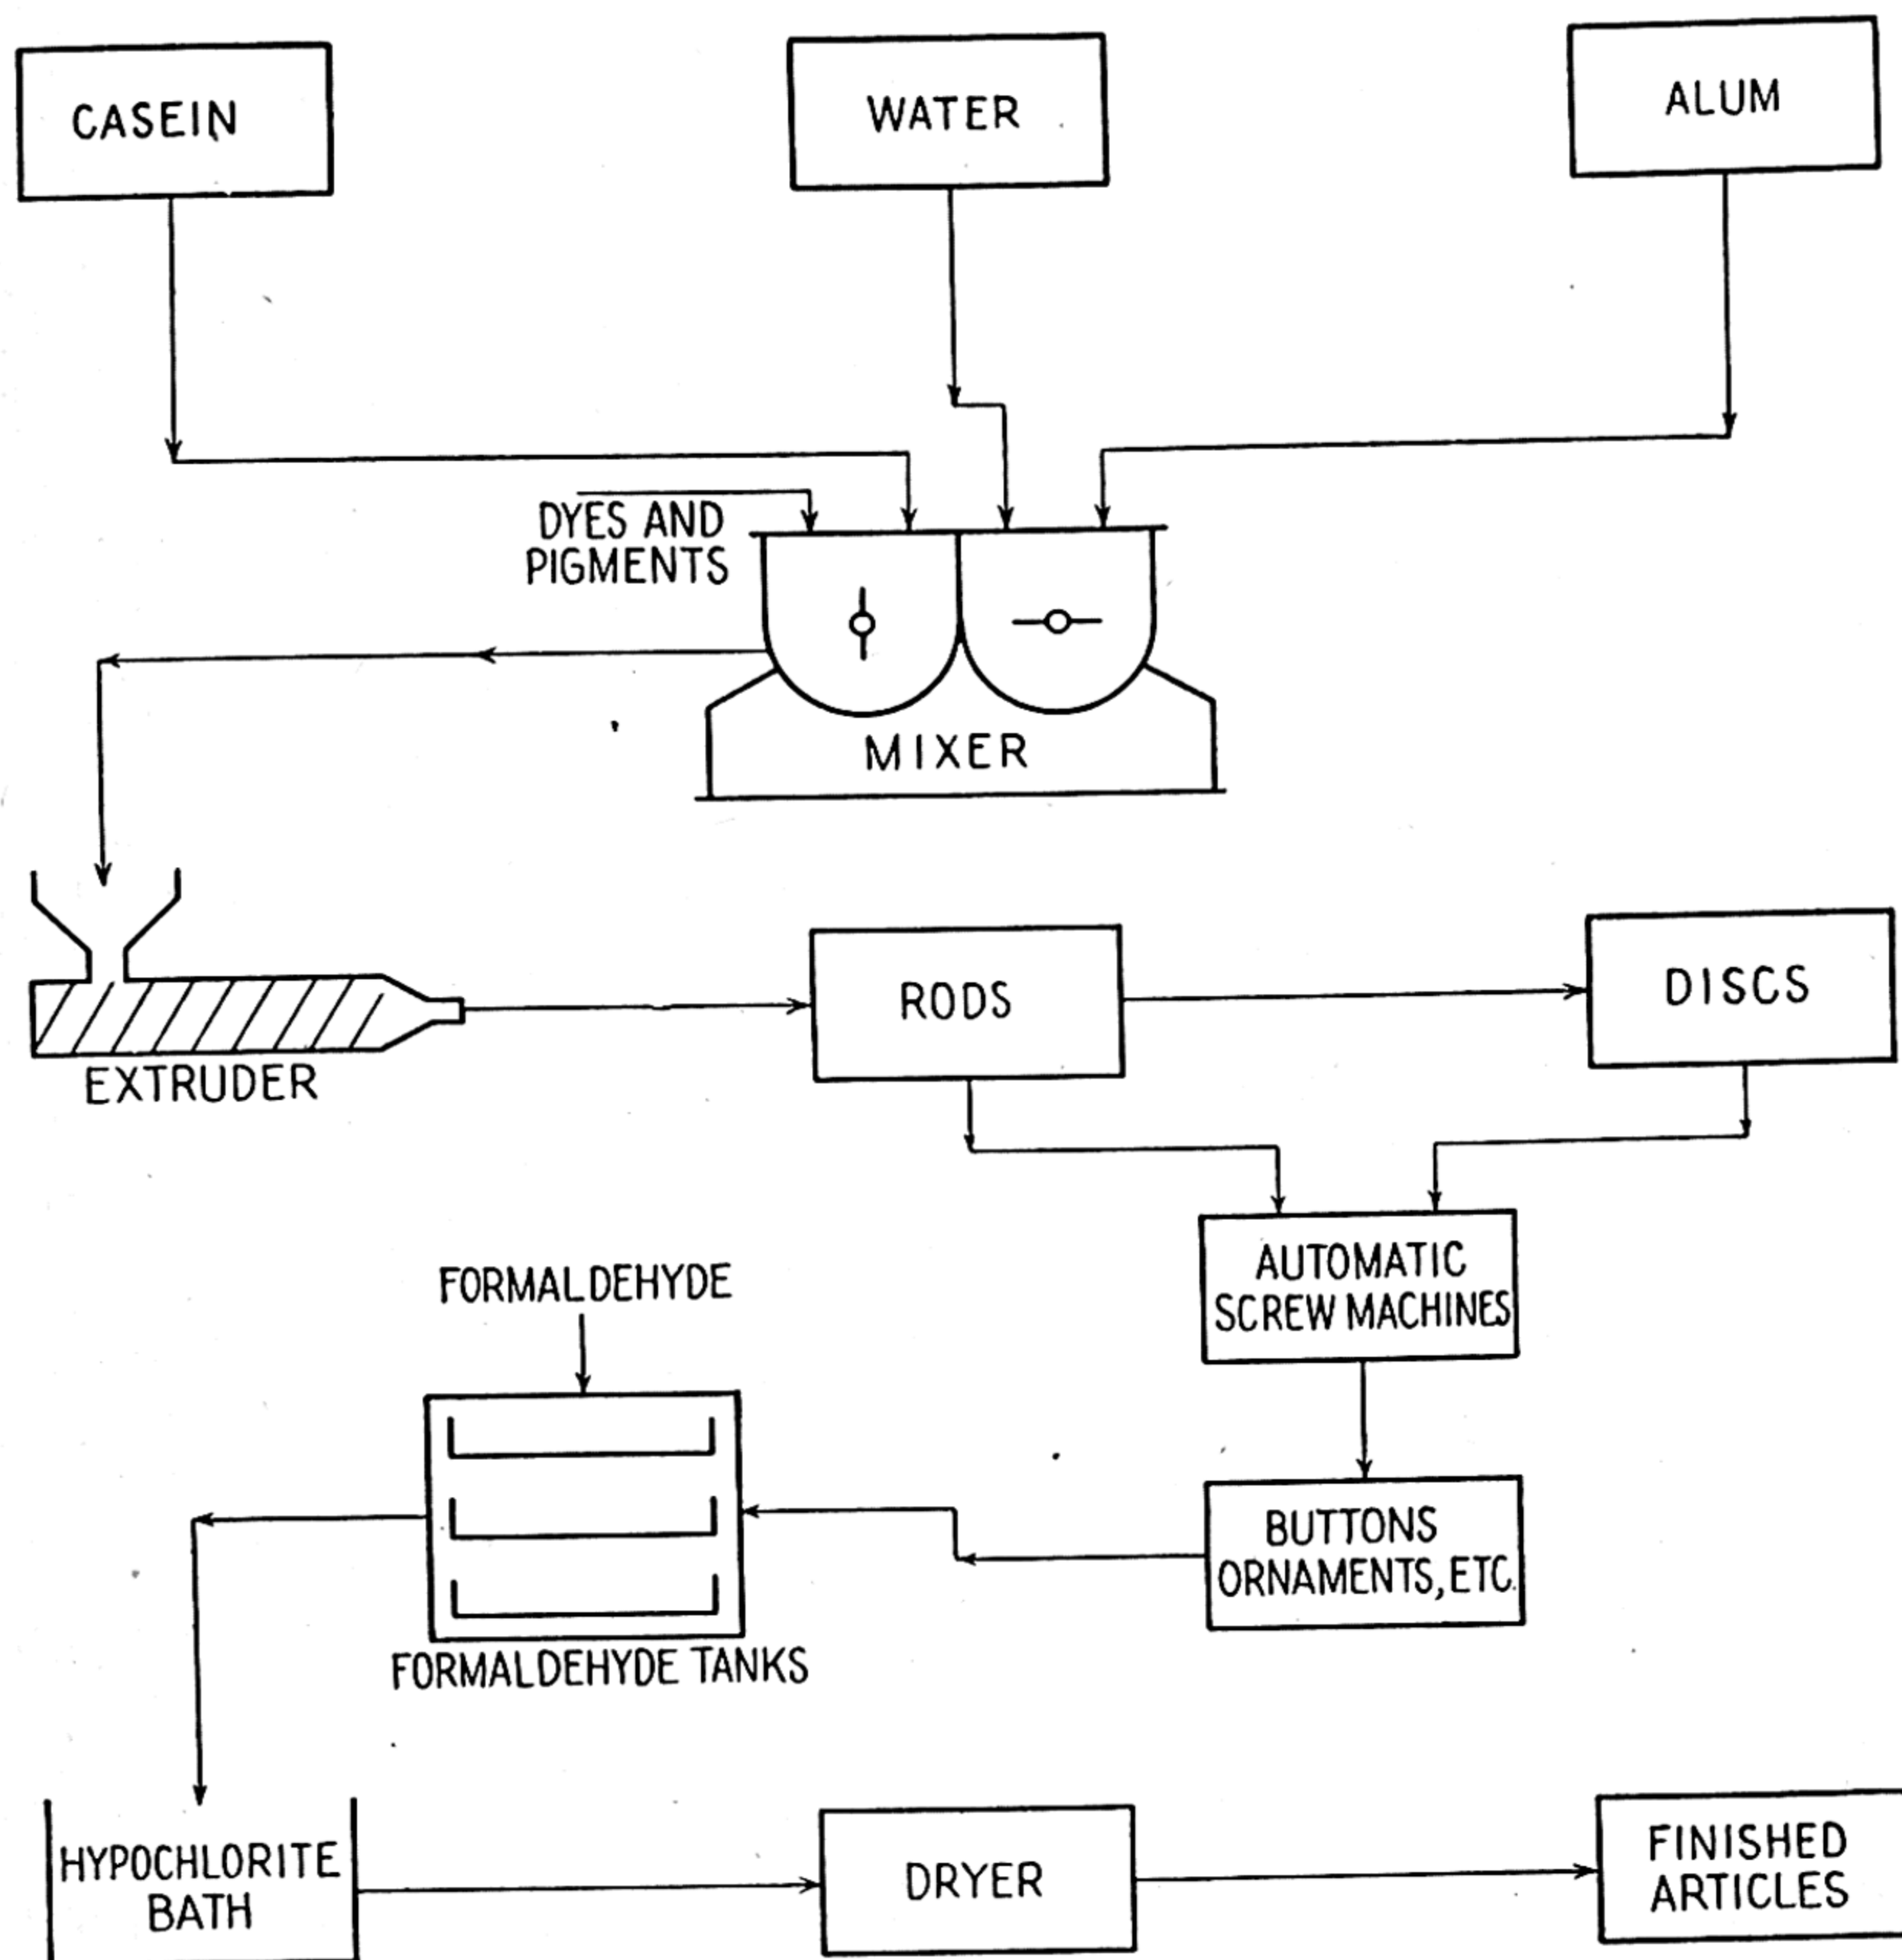 CASEIN
WATER
ALUM
DYES AND
PIGMENTS
MIXER
EXTRUDER
RODS
DISCS
AUTOMATIC
SCREW MACHINES
FORMALDEHYDE
BUTTONS
ORNAMENTS, ETC.
FORMALDEHYDE TANKS
HYPOCHLORITE
BATH
DRYER
FINISHED
ARTICLES